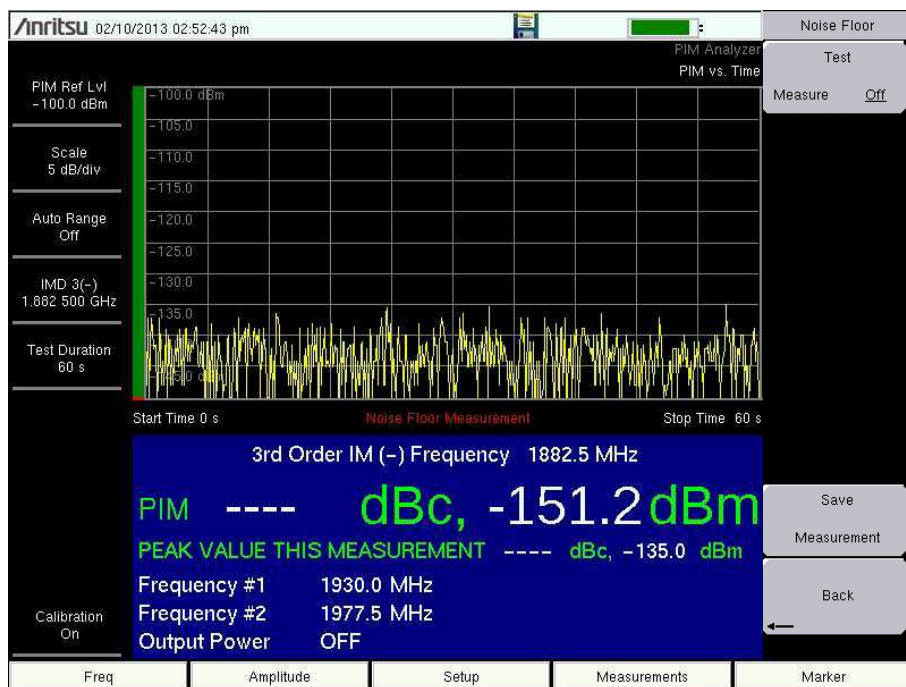 Anritsu 02/10/2013 02:52:43 pm
Noise Floor
PIM Analyzer
PIM vs. Time
Test
Measure Off
PIM Ref Lvl
-100.0 dBm
Scale
5 dB/div
Auto Range
Off
IMD 3(-)
1.882 500 GHz
Test Duration
60 s
-100.0 dBm
-105.0
-110.0
-115.0
-120.0
-125.0
-130.0
-135.0
Start Time 0 s
Noise Floor Measurement
Stop Time 60 s
3rd Order IM (-) Frequency 1882.5 MHz
PIM ---- dBc, -151.2 dBm
PEAK VALUE THIS MEASUREMENT ---- dBc, -135.0 dBm
Frequency #1 1930.0 MHz
Frequency #2 1977.5 MHz
Output Power OFF
Save
Measurement
Back
Calibration
On
Freq
Amplitude
Setup
Measurements
Marker